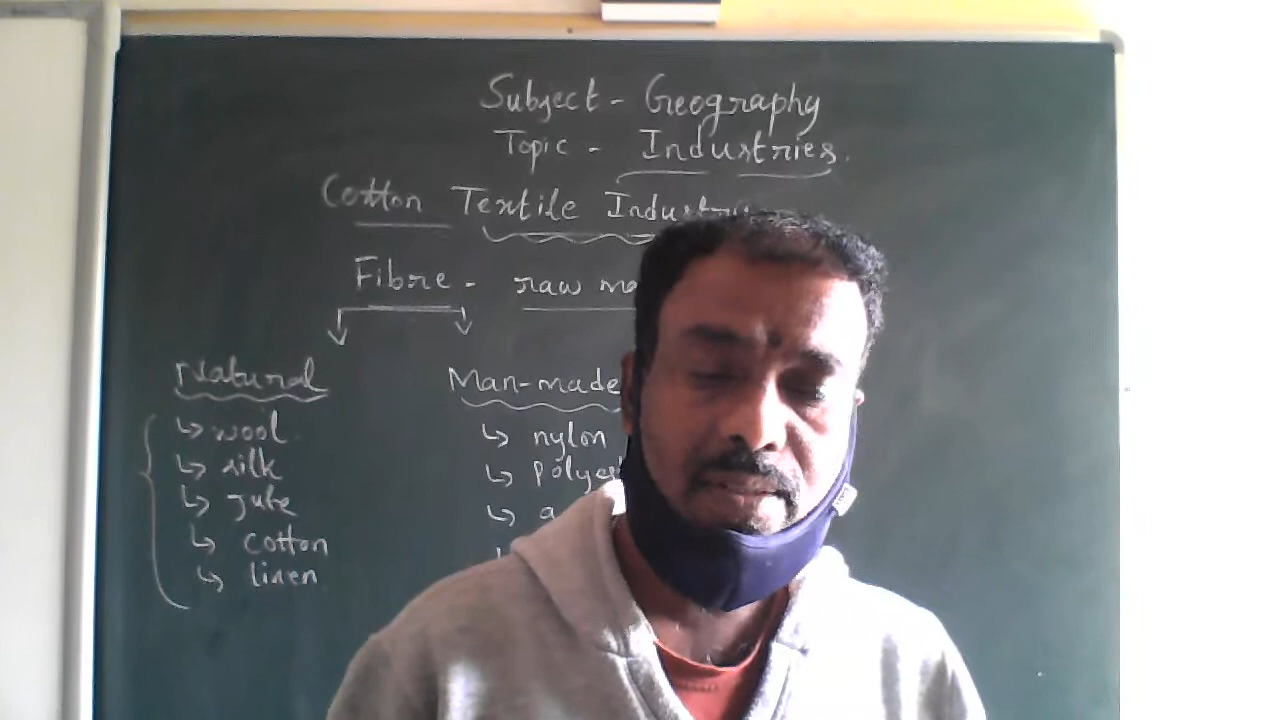 Subject - Geography
Topic - Industries.
Cotton Textile
Fibre - raw
Natural
↳ wool
↳ silk
↳ Jute
↳ cotton
↳ linen
Man-made
↳ nylon